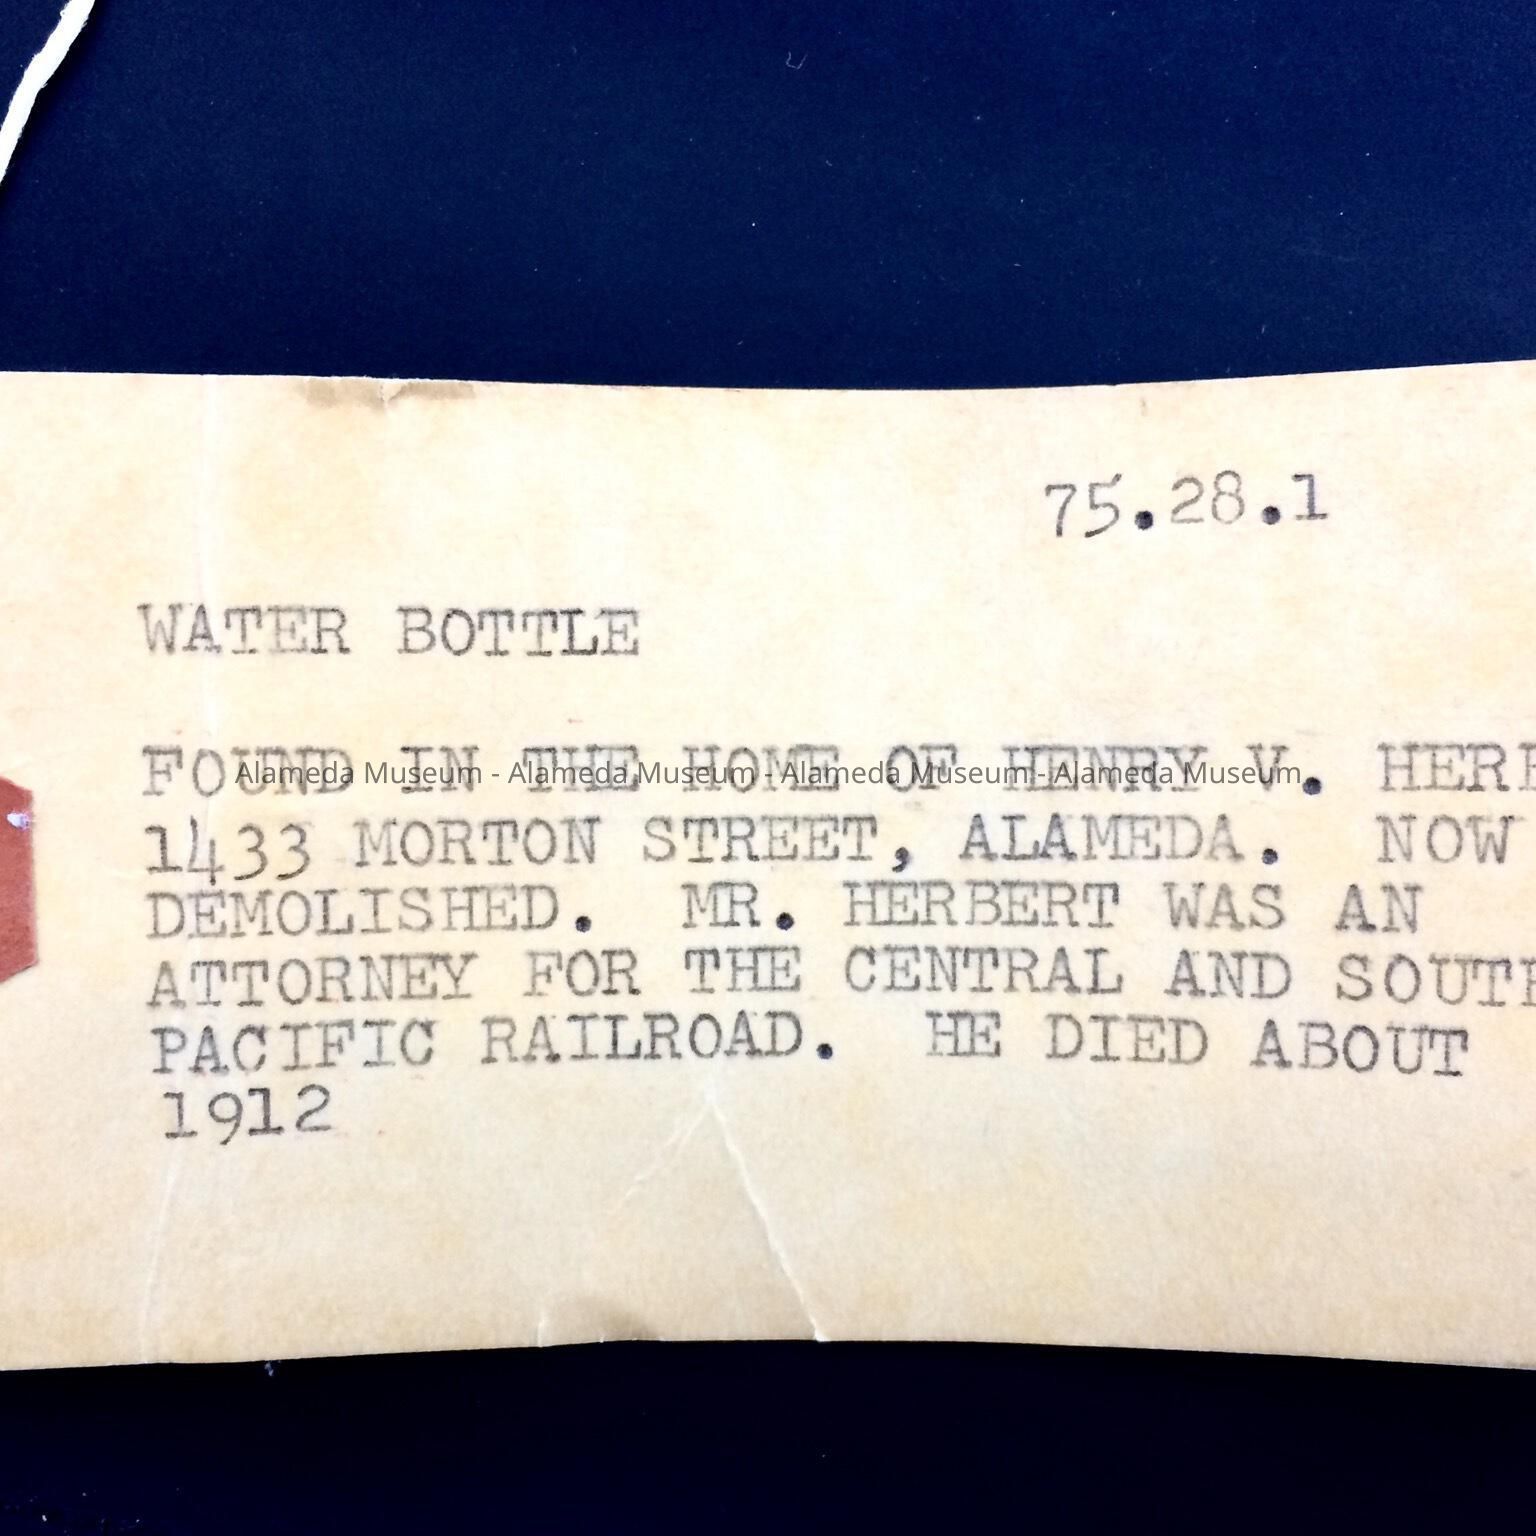 75.28.1
WATER BOTTLE
FOUND IN THE HOME OF HENRY V.
Alameda Museum - Alameda Museum - Alameda Museum - Alameda Museum
1433 MORTON STREET, ALAMEDA. NOW
DEMOLISHED. MR. HERBERT WAS AN
ATTORNEY FOR THE CENTRAL AND
PACIFIC RAILROAD. HE DIED ABOUT
1912